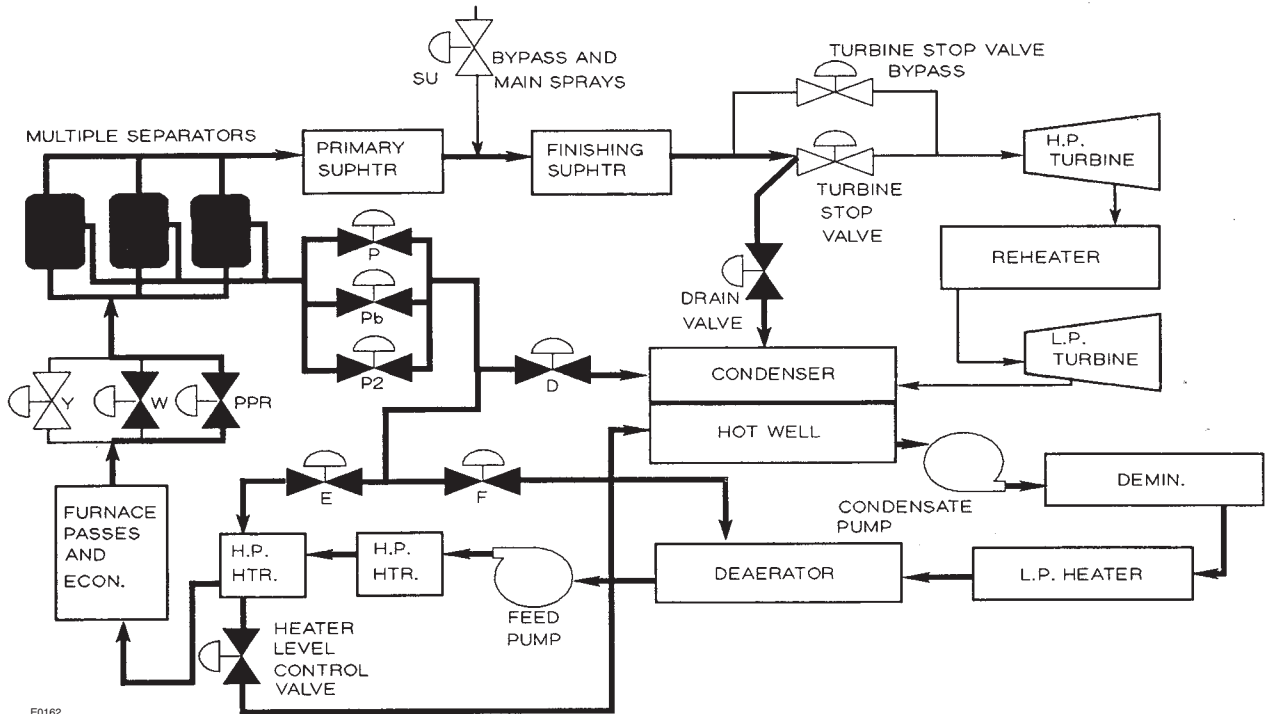 TURBINE STOP VALVE
BYPASS
SU
BYPASS AND
MAIN SPRAYS
MULTIPLE SEPARATORS
PRIMARY
SUPHTR
FINISHING
SUPHTR
H.P.
TURBINE
TURBINE
STOP
VALVE
P
REHEATER
Pb
DRAIN
VALVE
P2
D
CONDENSER
L.P.
TURBINE
Y
W
PPR
HOT WELL
E
F
CONDENSATE
PUMP
DEMIN.
FURNACE
PASSES
AND
ECON.
H.P.
HTR.
H.P.
HTR.
FEED
PUMP
DEAERATOR
L.P. HEATER
HEATER
LEVEL
CONTROL
VALVE
E0162